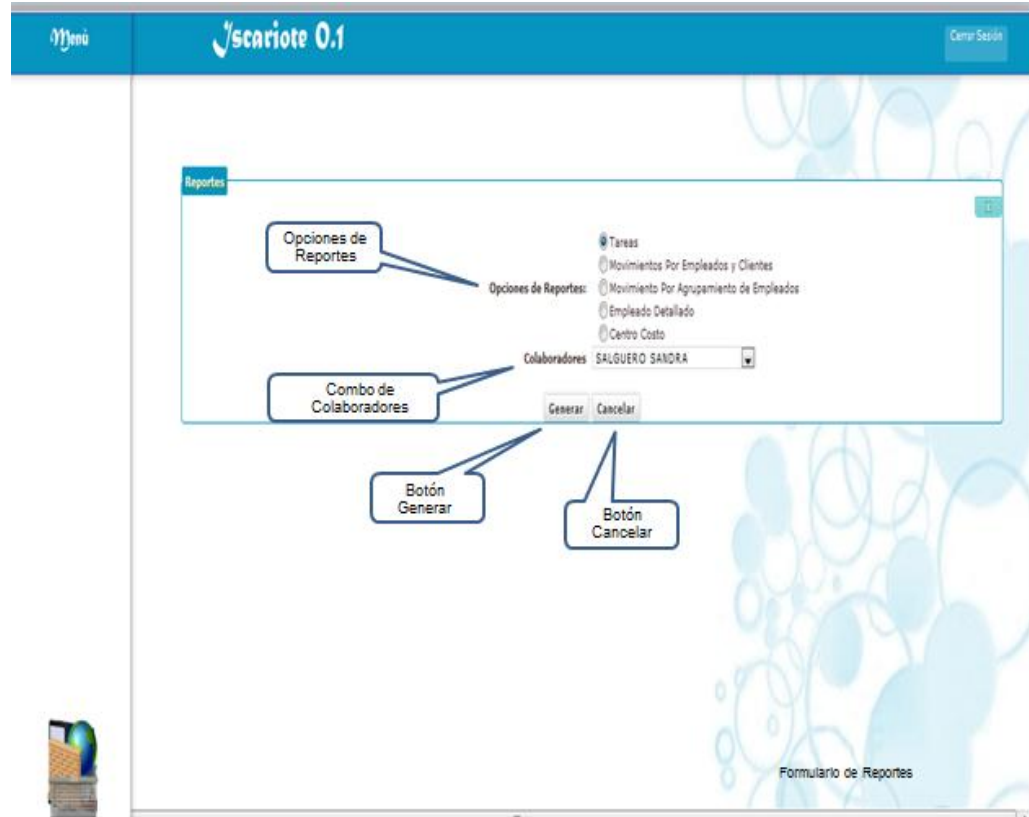 Menù
Iscariote 0.1
Cerrar Sesión
Reportes
Opciones de
Reportes
Tareas
Movimientos Por Empleados y Clientes
Opciones de Reportes:
Movimiento Por Agrupamiento de Empleados
Empleado Detallado
Centro Costo
Colaboradores
SALGUERO SANDRA
Combo de
Colaboradores
Generar
Cancelar
Botón
Generar
Botón
Cancelar
Formulario de Reportes